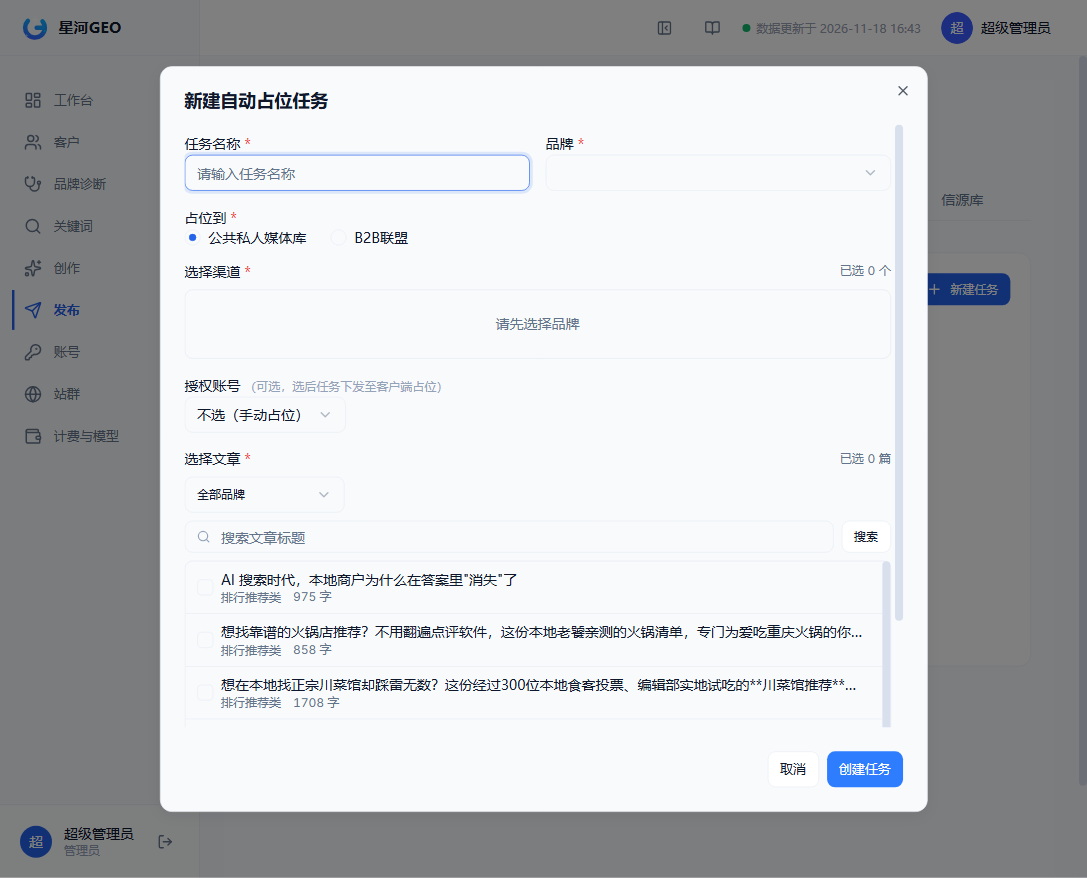 星河GEO
数据更新于 2026-11-18 16:43
超
超级管理员
工作台
客户
品牌诊断
关键词
创作
发布
账号
站群
计费与模型
信源库
+ 新建任务
新建自动占位任务
任务名称 *
品牌 *
请输入任务名称
占位到 *
公共私人媒体库
B2B联盟
选择渠道 *
已选 0 个
请先选择品牌
授权账号 (可选，选后任务下发至客户端占位)
不选（手动占位）
选择文章 *
已选 0 篇
全部品牌
搜索文章标题
搜索
AI 搜索时代，本地商户为什么在答案里"消失"了
排行推荐类 975 字
想找靠谱的火锅店推荐？不用翻遍点评软件，这份本地老饕亲测的火锅清单，专门为爱吃重庆火锅的你...
排行推荐类 858 字
想在本地找正宗川菜馆却踩雷无数？这份经过300位本地食客投票、编辑部实地试吃的**川菜馆推荐**...
排行推荐类 1708 字
取消
创建任务
超
超级管理员
管理员